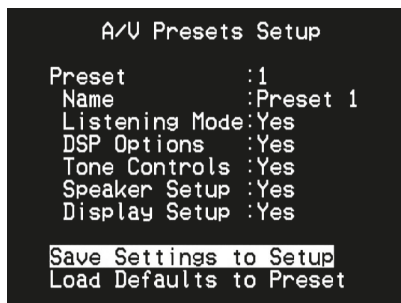 A/V Presets Setup
Preset :1
Name :Preset 1
Listening Mode:Yes
DSP Options :Yes
Tone Controls :Yes
Speaker Setup :Yes
Display Setup :Yes
Save Settings to Setup
Load Defaults to Preset